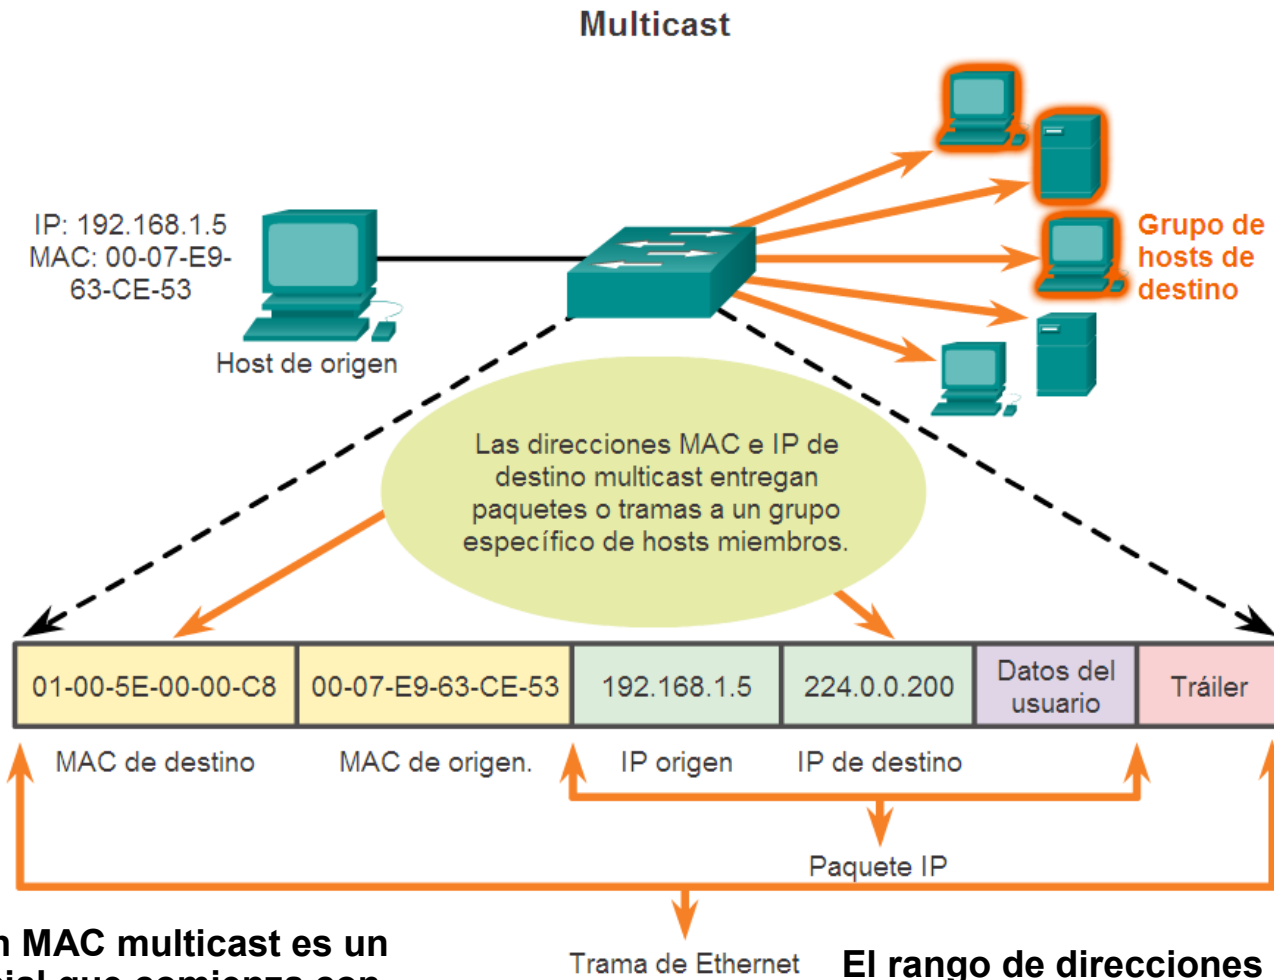 Multicast
IP: 192.168.1.5
MAC: 00-07-E9-
63-CE-53
Host de origen
Grupo de
hosts de
destino
Las direcciones MAC e IP de
destino multicast entregan
paquetes o tramas a un grupo
específico de hosts miembros.
01-00-5E-00-00-C8 00-07-E9-63-CE-53 192.168.1.5 224.0.0.200 Datos del
usuario Tráiler
MAC de destino MAC de origen. IP origen IP de destino
Paquete IP
Trama de Ethernet
n MAC multicast es un
cial que comienza con
El rango de direcciones